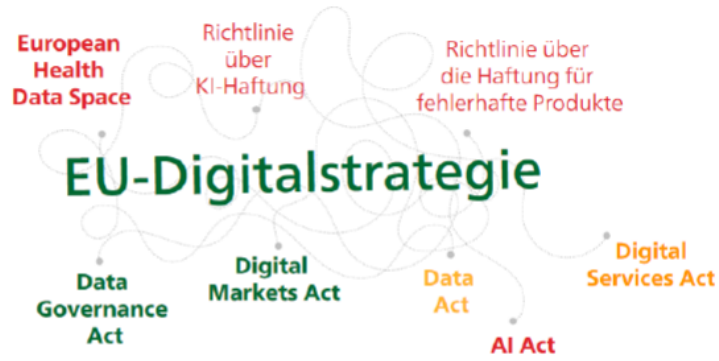 European
Health
Data Space
Richtlinie
über
KI-Haftung
Richtlinie über
die Haftung für
fehlerhafte Produkte
EU-Digitalstrategie
Data
Governance
Act
Digital
Markets Act
Data
Act
Digital
Services Act
AI Act